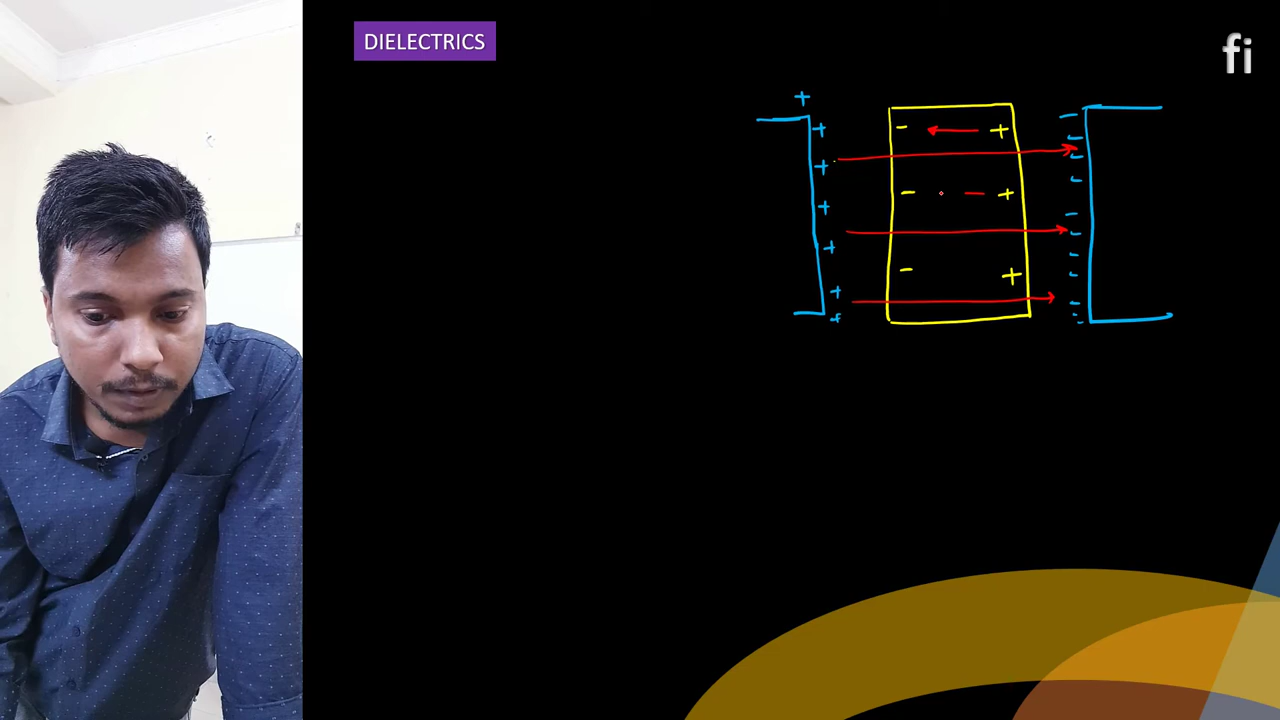 DIELECTRICS
fi
+
+
- + -
-
+ -
-
- +
+ -
-
+ -
- + -
+ -
+ -